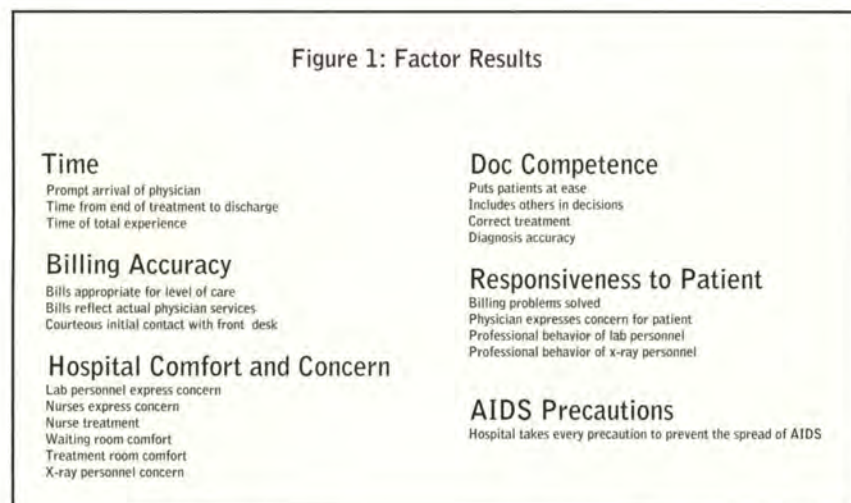 Figure 1: Factor Results
Time
Prompt arrival of physician
Time from end of treatment to discharge
Time of total experience
Billing Accuracy
Bills appropriate for level of care
Bills reflect actual physician services
Courteous initial contact with front desk
Hospital Comfort and Concern
Lab personnel express concern
Nurses express concern
Nurse treatment
Waiting room comfort
Treatment room comfort
X-ray personnel concern
Doc Competence
Puts patients at ease
Includes others in decisions
Correct treatment
Diagnosis accuracy
Responsiveness to Patient
Billing problems solved
Physician expresses concern for patient
Professional behavior of lab personnel
Professional behavior of x-ray personnel
AIDS Precautions
Hospital takes every precaution to prevent the spread of AIDS